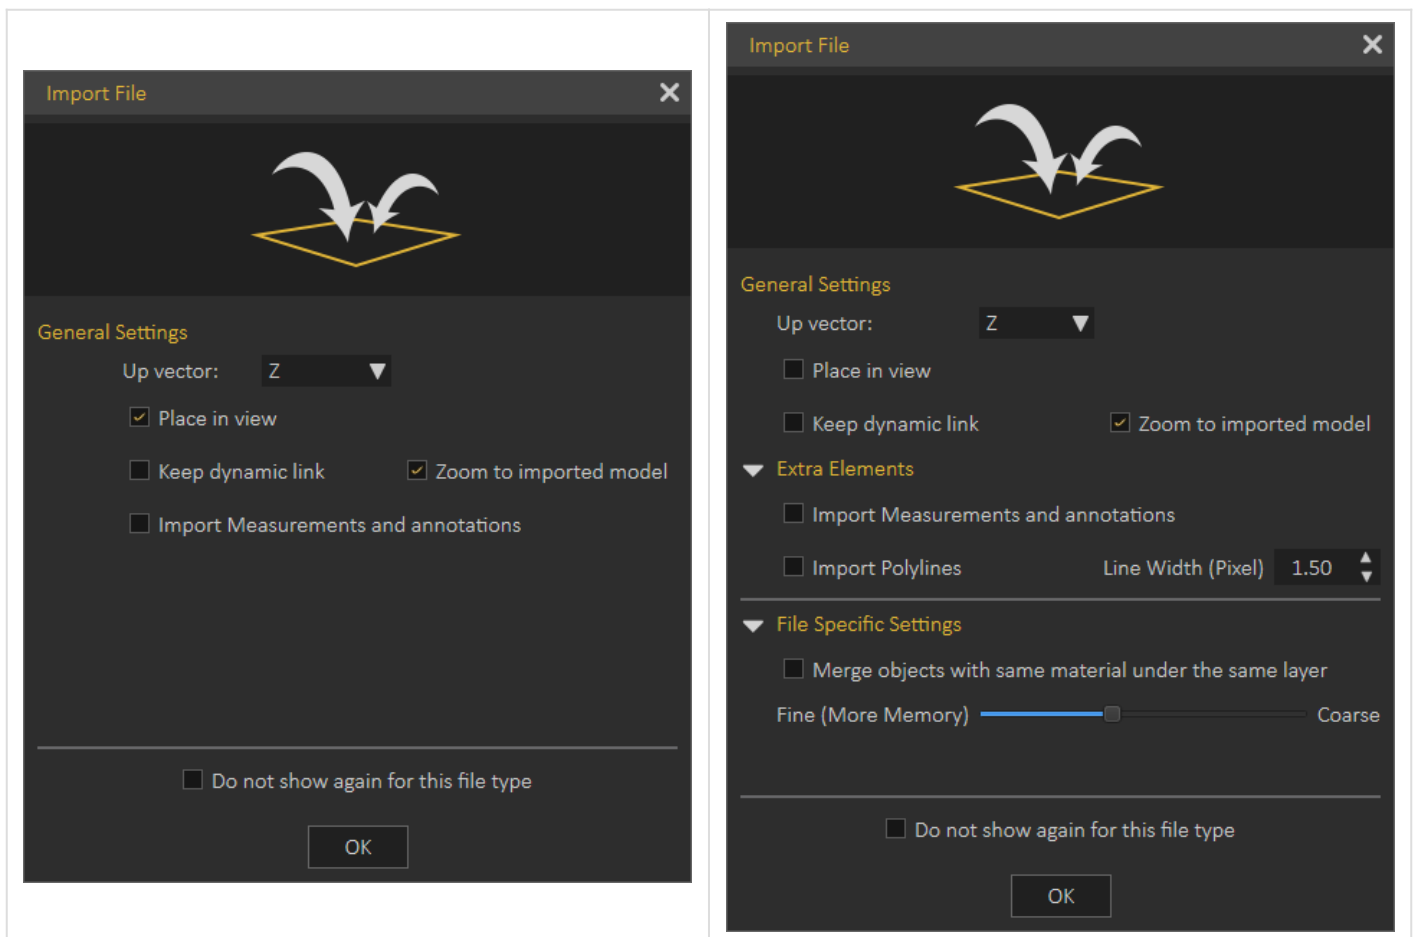 Import File
General Settings
Up vector: Z
Place in view
Keep dynamic link Zoom to imported model
Import Measurements and annotations
Do not show again for this file type
OK
Import File
General Settings
Up vector: Z
Place in view
Keep dynamic link Zoom to imported model
Extra Elements
Import Measurements and annotations
Import Polylines Line Width (Pixel) 1.50
File Specific Settings
Merge objects with same material under the same layer
Fine (More Memory) Coarse
Do not show again for this file type
OK